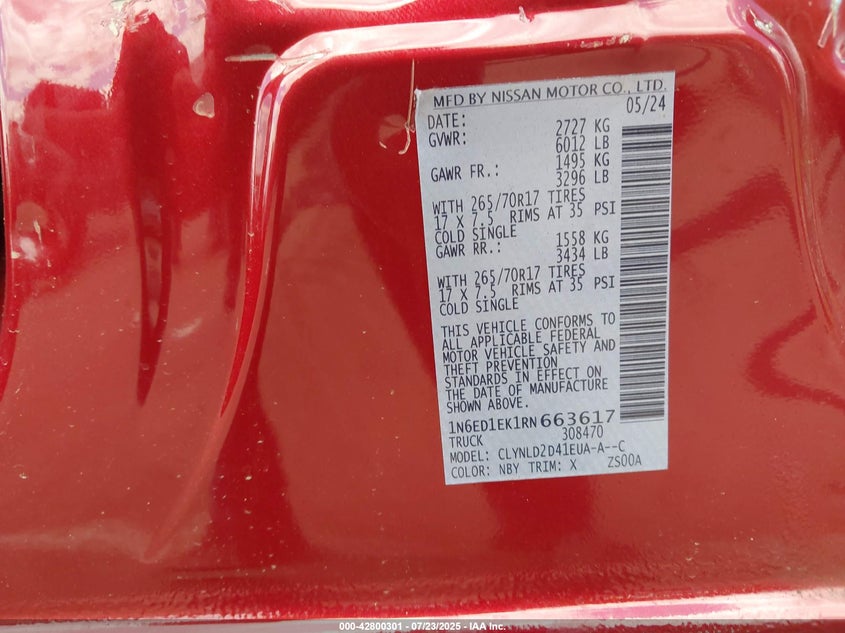 MFD BY NISSAN MOTOR CO., LTD.
DATE: 05/24
GVWR: 2727 KG
6012 LB
GAWR FR.: 1495 KG
3296 LB
WITH 265/70R17 TIRES
17 X 7.5 RIMS AT 35 PSI
COLD SINGLE
GAWR RR.: 1558 KG
3434 LB
WITH 265/70R17 TIRES
17 X 7.5 RIMS AT 35 PSI
COLD SINGLE
THIS VEHICLE CONFORMS TO
ALL APPLICABLE FEDERAL
MOTOR VEHICLE SAFETY AND
THEFT PREVENTION
STANDARDS IN EFFECT ON
THE DATE OF MANUFACTURE
SHOWN ABOVE.
1N6ED1EK1RN663617
TRUCK 308470
MODEL: CLYNLD2D41EUA-A--C
COLOR: NBY TRIM: X ZS00A
000-42800301 - 07/23/2025 - IAA Inc.